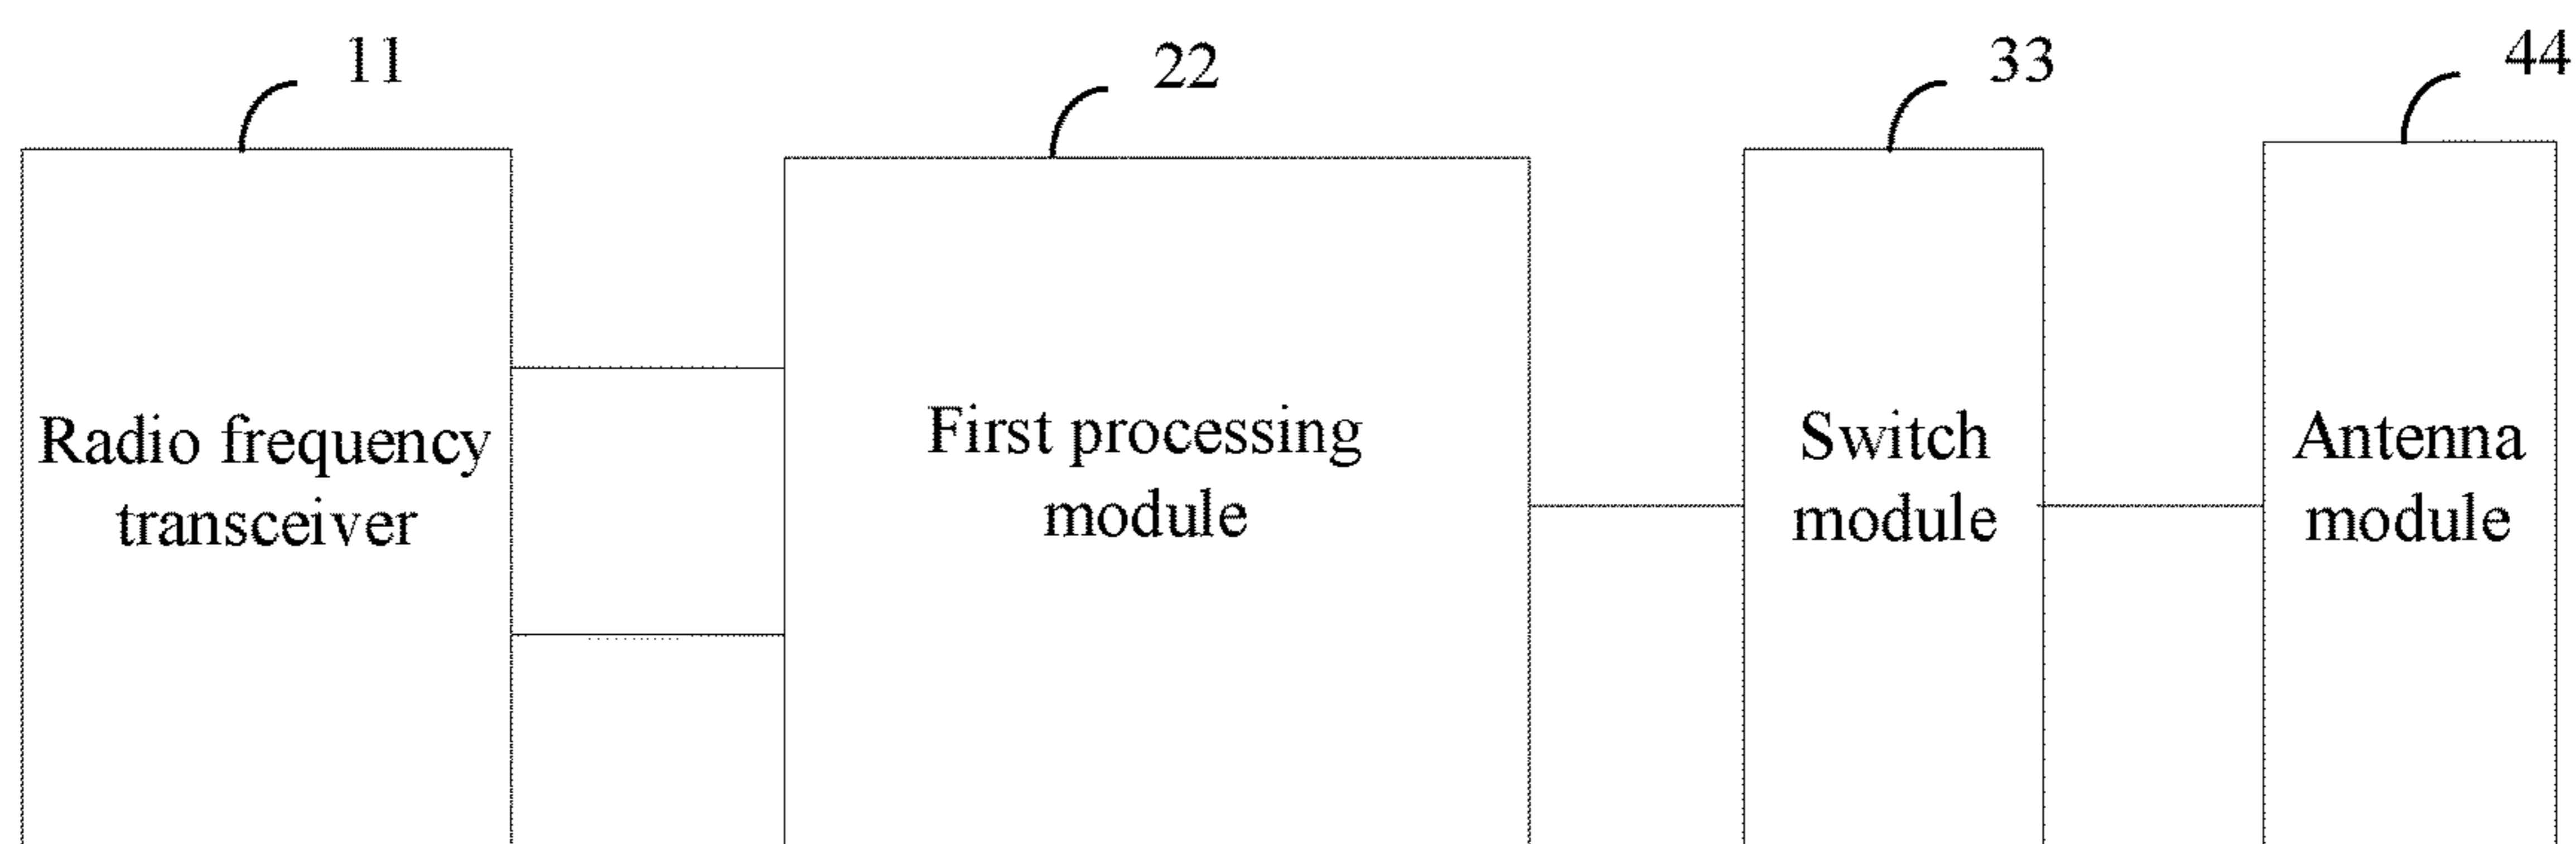 11
22
33
44
Radio frequency
transceiver
First processing
module
Switch
module
Antenna
module